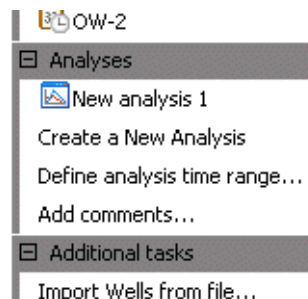 OW-2
Analyses
New analysis 1
Create a New Analysis
Define analysis time range...
Add comments...
Additional tasks
Import Wells from file...